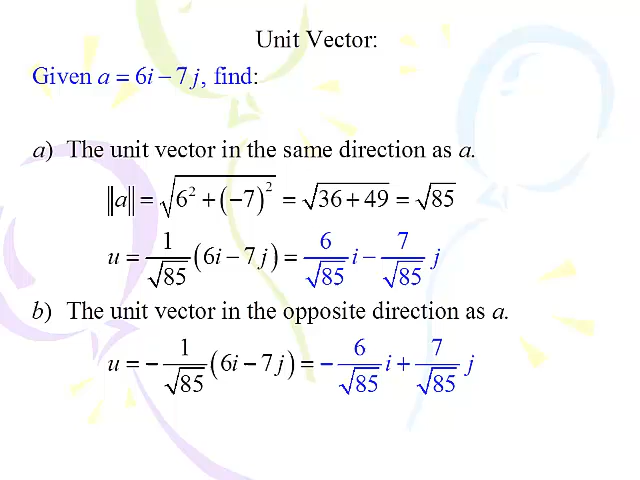 Unit Vector:
Given a = 6i − 7j, find:
a) The unit vector in the same direction as a.
‖a‖ = √(6² + (−7)²) = √(36 + 49) = √85
u = 1/√85 (6i − 7j) = 6/√85 i − 7/√85 j
b) The unit vector in the opposite direction as a.
u = − 1/√85 (6i − 7j) = − 6/√85 i + 7/√85 j